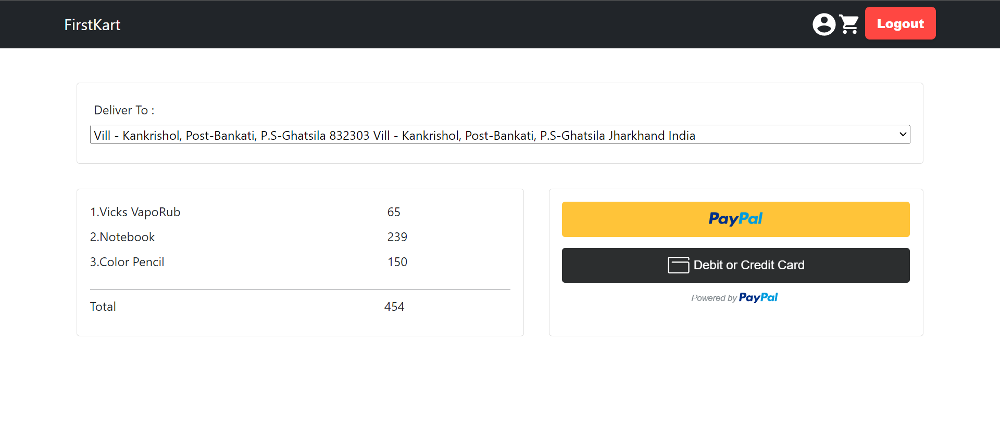 FirstKart
Logout
Deliver To :
Vill - Kankrishol, Post-Bankati, P.S-Ghatsila 832303 Vill - Kankrishol, Post-Bankati, P.S-Ghatsila Jharkhand India
1.Vicks VapoRub 65
2.Notebook 239
3.Color Pencil 150
Total 454
PayPal
Debit or Credit Card
Powered by PayPal